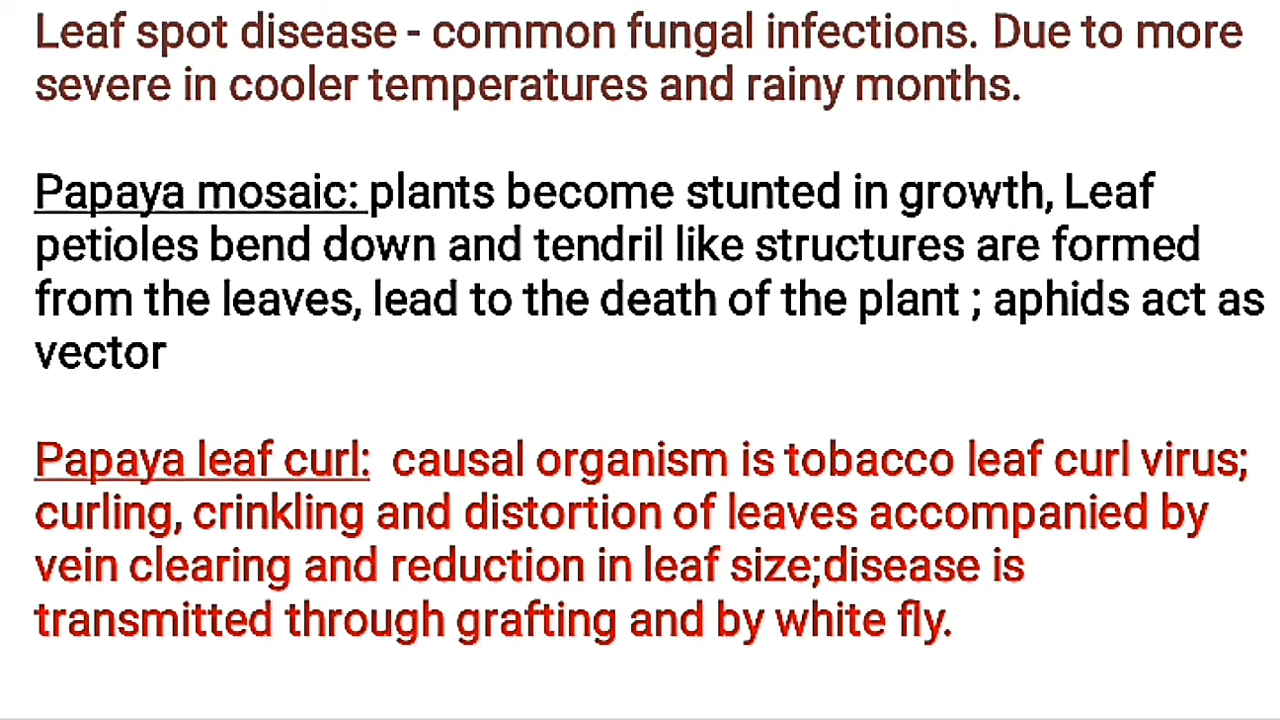 Leaf spot disease - common fungal infections. Due to more
severe in cooler temperatures and rainy months.
Papaya mosaic: plants become stunted in growth, Leaf
petioles bend down and tendril like structures are formed
from the leaves, lead to the death of the plant ; aphids act as
vector
Papaya leaf curl: causal organism is tobacco leaf curl virus;
curling, crinkling and distortion of leaves accompanied by
vein clearing and reduction in leaf size;disease is
transmitted through grafting and by white fly.